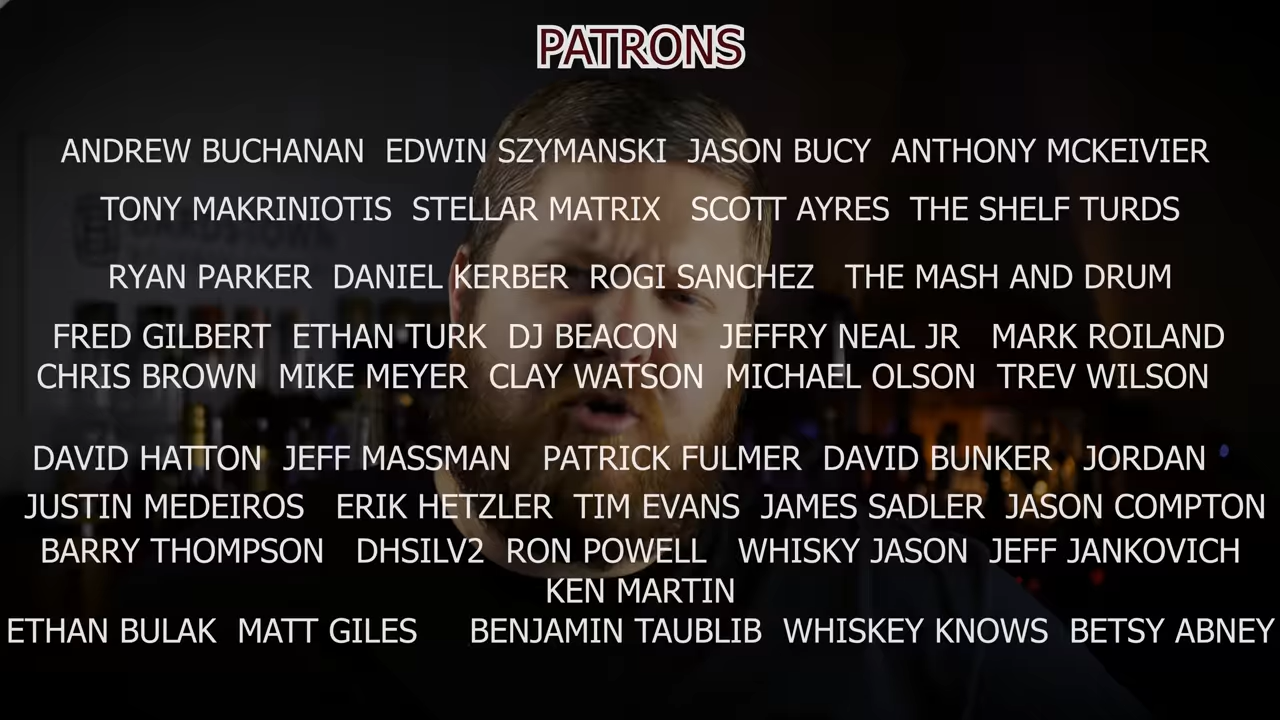 PATRONS
ANDREW BUCHANAN EDWIN SZYMANSKI JASON BUCY ANTHONY MCKEIVIER
TONY MAKRINIOTIS STELLAR MATRIX SCOTT AYRES THE SHELF TURDS
RYAN PARKER DANIEL KERBER ROGI SANCHEZ THE MASH AND DRUM
FRED GILBERT ETHAN TURK DJ BEACON JEFFRY NEAL JR MARK ROILAND
CHRIS BROWN MIKE MEYER CLAY WATSON MICHAEL OLSON TREV WILSON
DAVID HATTON JEFF MASSMAN PATRICK FULMER DAVID BUNKER JORDAN
JUSTIN MEDEIROS ERIK HETZLER TIM EVANS JAMES SADLER JASON COMPTON
BARRY THOMPSON DHSILV2 RON POWELL WHISKY JASON JEFF JANKOVICH
KEN MARTIN
ETHAN BULAK MATT GILES BENJAMIN TAUBLIB WHISKEY KNOWS BETSY ABNEY